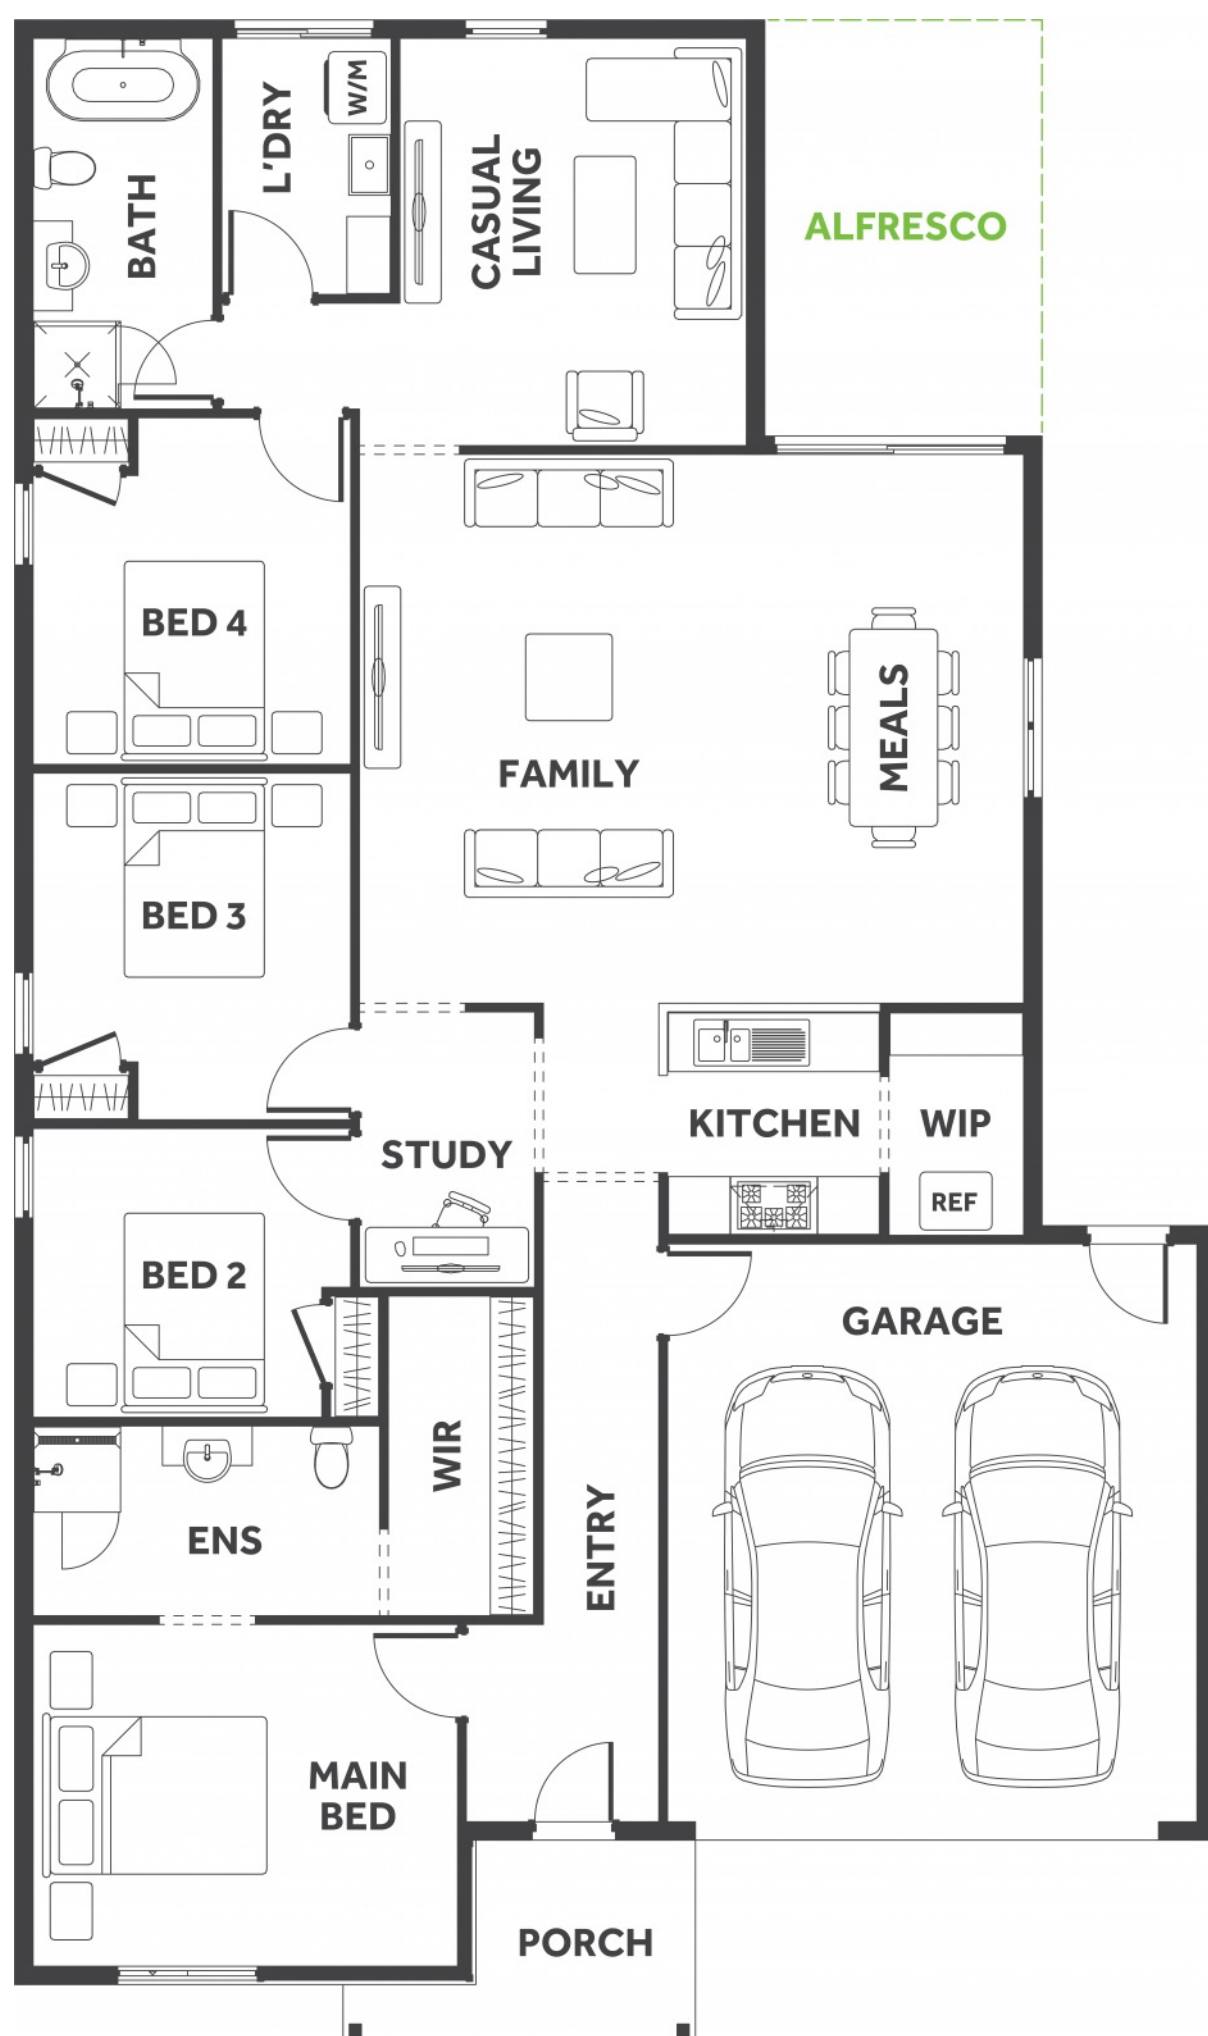 L'DRY
W/M
BATH
CASUAL
LIVING
ALFRESCO
BED 4
MEALS
FAMILY
BED 3
KITCHEN
WIP
STUDY
REF
BED 2
GARAGE
WIR
ENS
ENTRY
MAIN
BED
PORCH